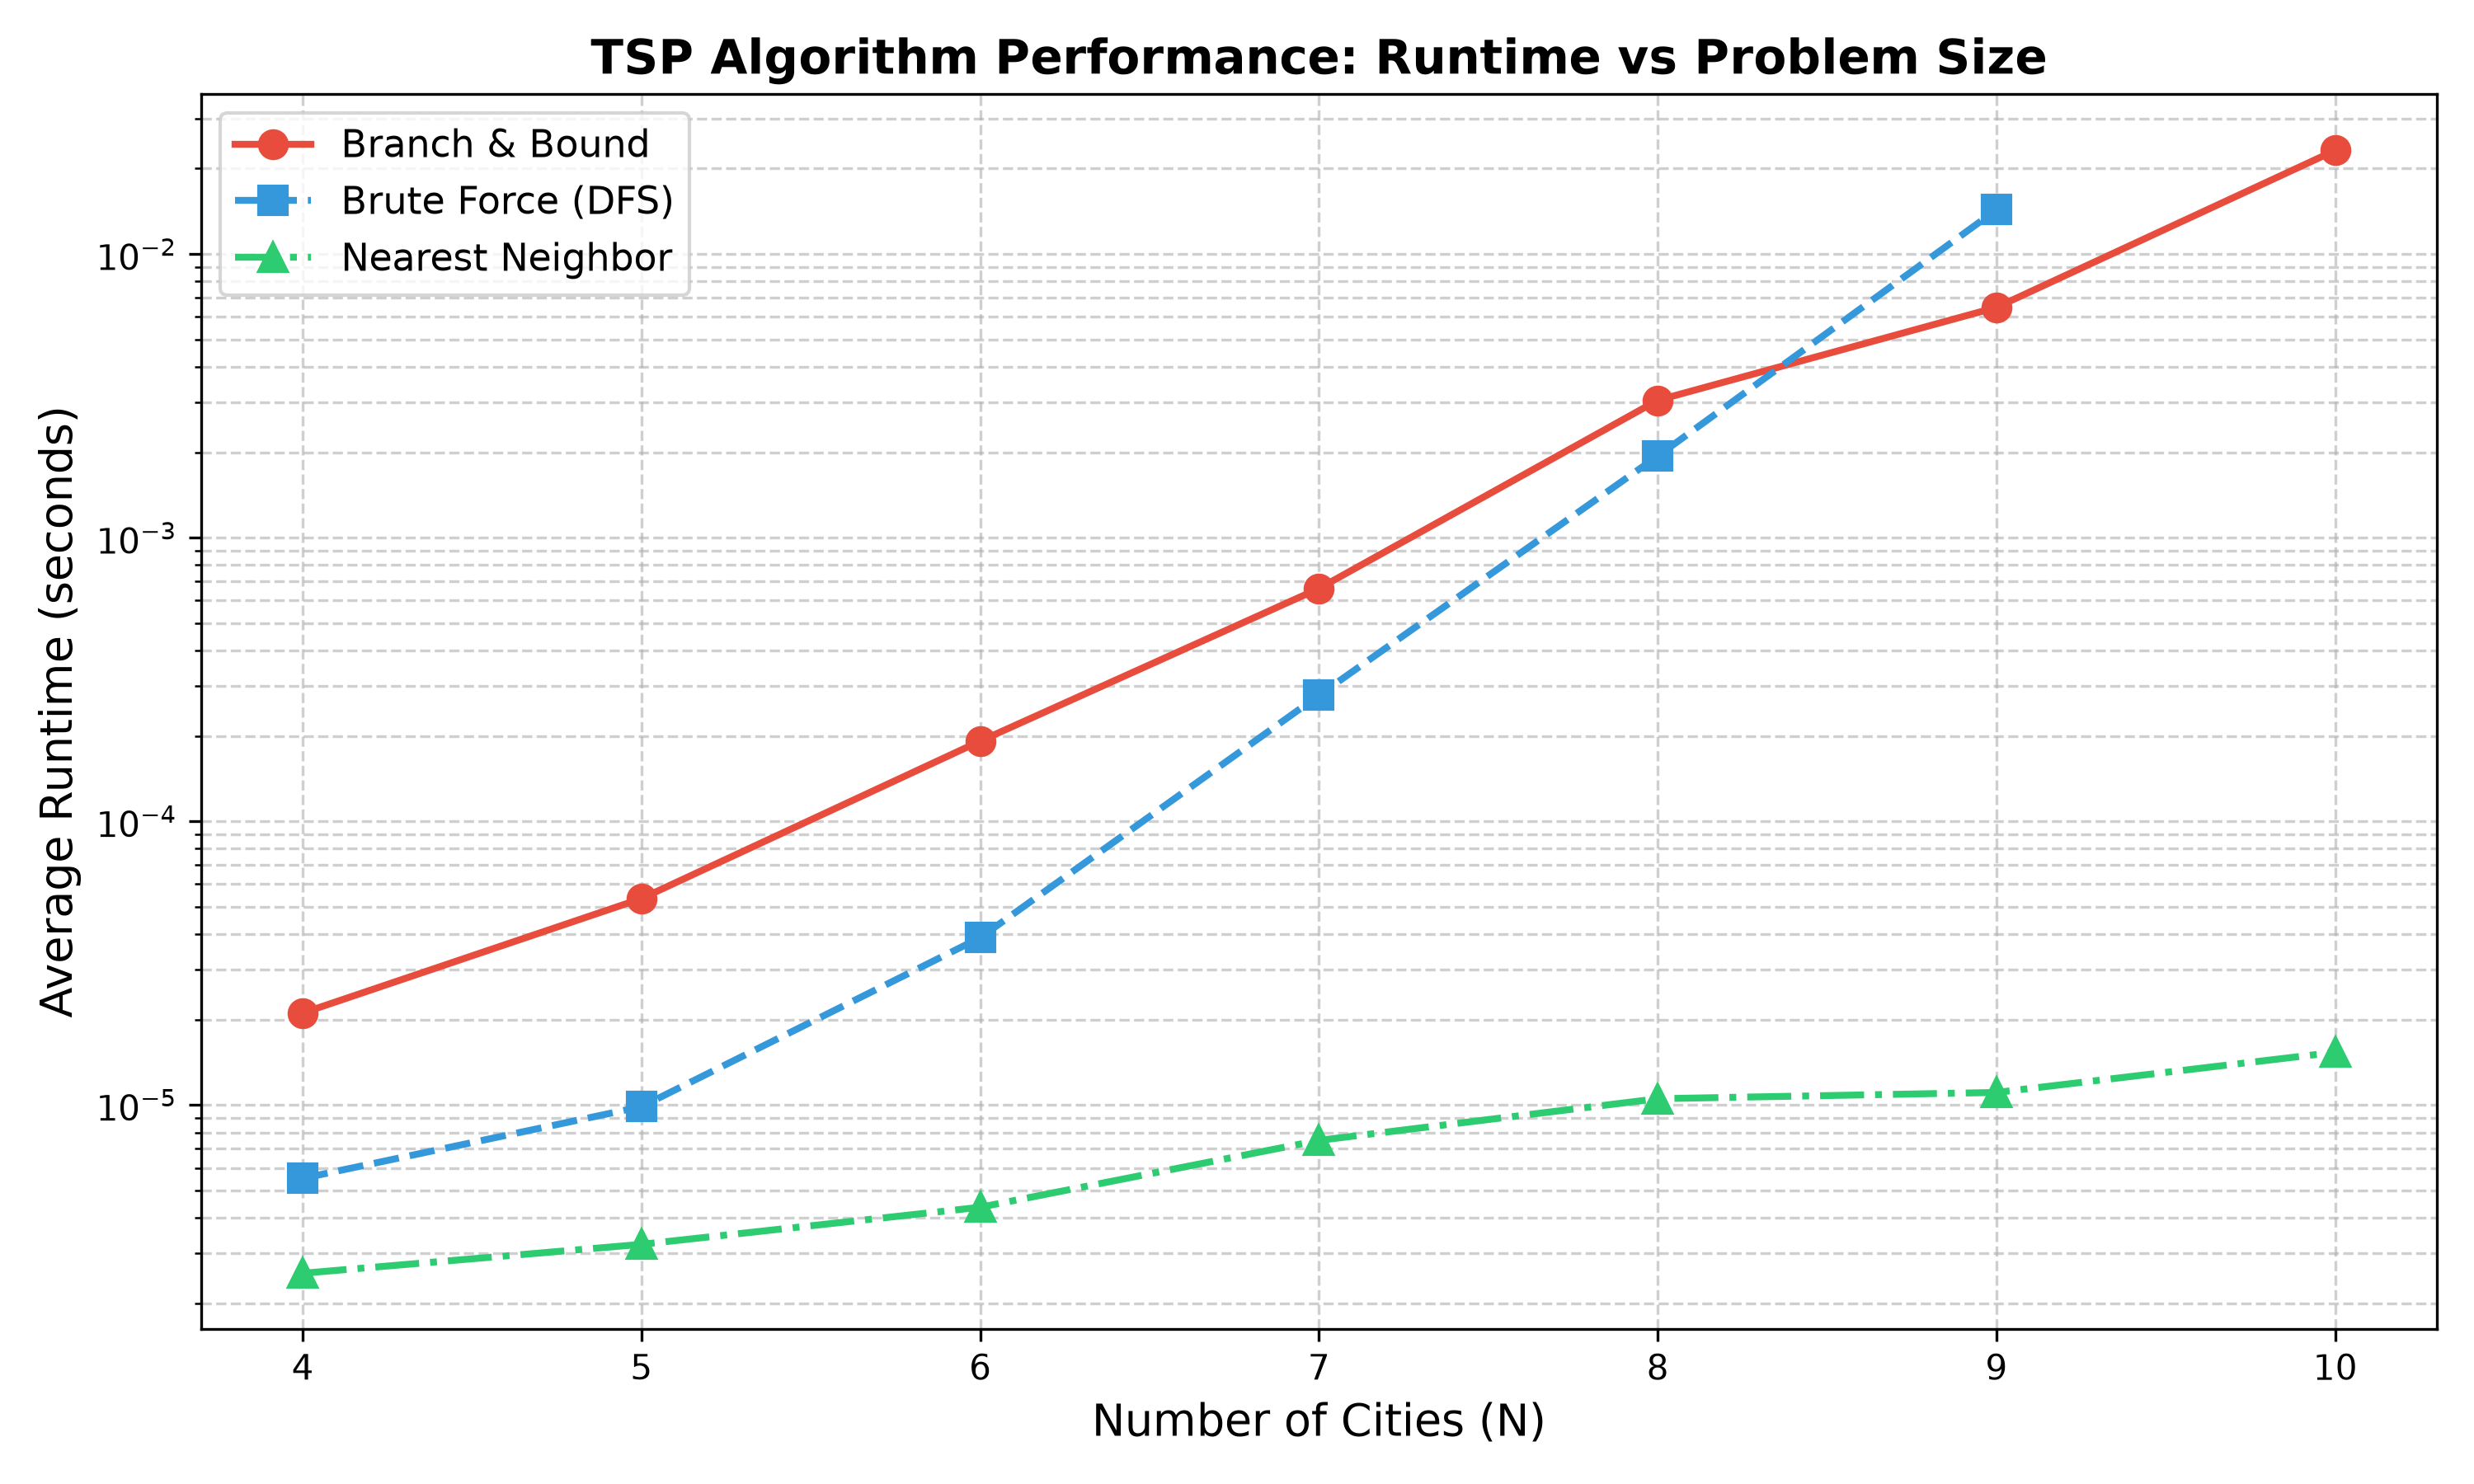 TSP Algorithm Performance: Runtime vs Problem Size
Branch & Bound
Brute Force (DFS)
Nearest Neighbor
Average Runtime (seconds)
10⁻²
10⁻³
10⁻⁴
10⁻⁵
4 5 6 7 8 9 10
Number of Cities (N)